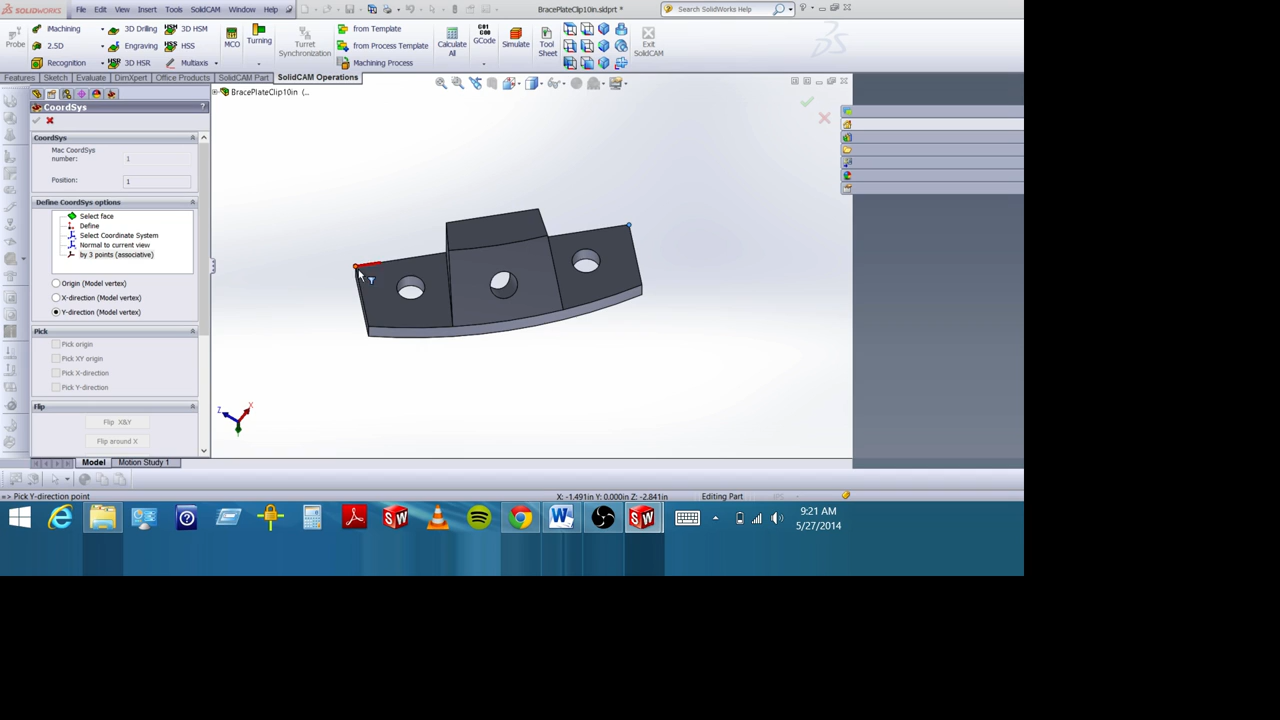 SOLIDWORKS File Edit View Insert Tools SolidCAM Window Help BracePlateClip10in.sldprt * Search SolidWorks Help
Probe
iMachining
2.5D
Recognition
3D Drilling
Engraving
3D HSR
HSM 3D HSM
HSS HSS
Multiaxis
MCO
Turning
Turret
Synchronization
from Template
from Process Template
Machining Process
Calculate
All
G01
G00
GCode
Simulate
Tool
Sheet
Exit
SolidCAM
Features Sketch Evaluate DimXpert Office Products SolidCAM Part SolidCAM Operations
BracePlateClip10in (...
CoordSys ?
CoordSys
Mac CoordSys
number: 1
Position: 1
Define CoordSys options
Select face
Define
Select Coordinate System
Normal to current view
by 3 points (associative)
Origin (Model vertex)
X-direction (Model vertex)
Y-direction (Model vertex)
Pick
Pick origin
Pick XY origin
Pick X-direction
Pick Y-direction
Flip
Flip X&Y
Flip around X
Z X
Model Motion Study 1
=> Pick Y-direction point X: -1.491in Y: 0.000in Z: -2.841in Editing Part
9:21 AM
5/27/2014